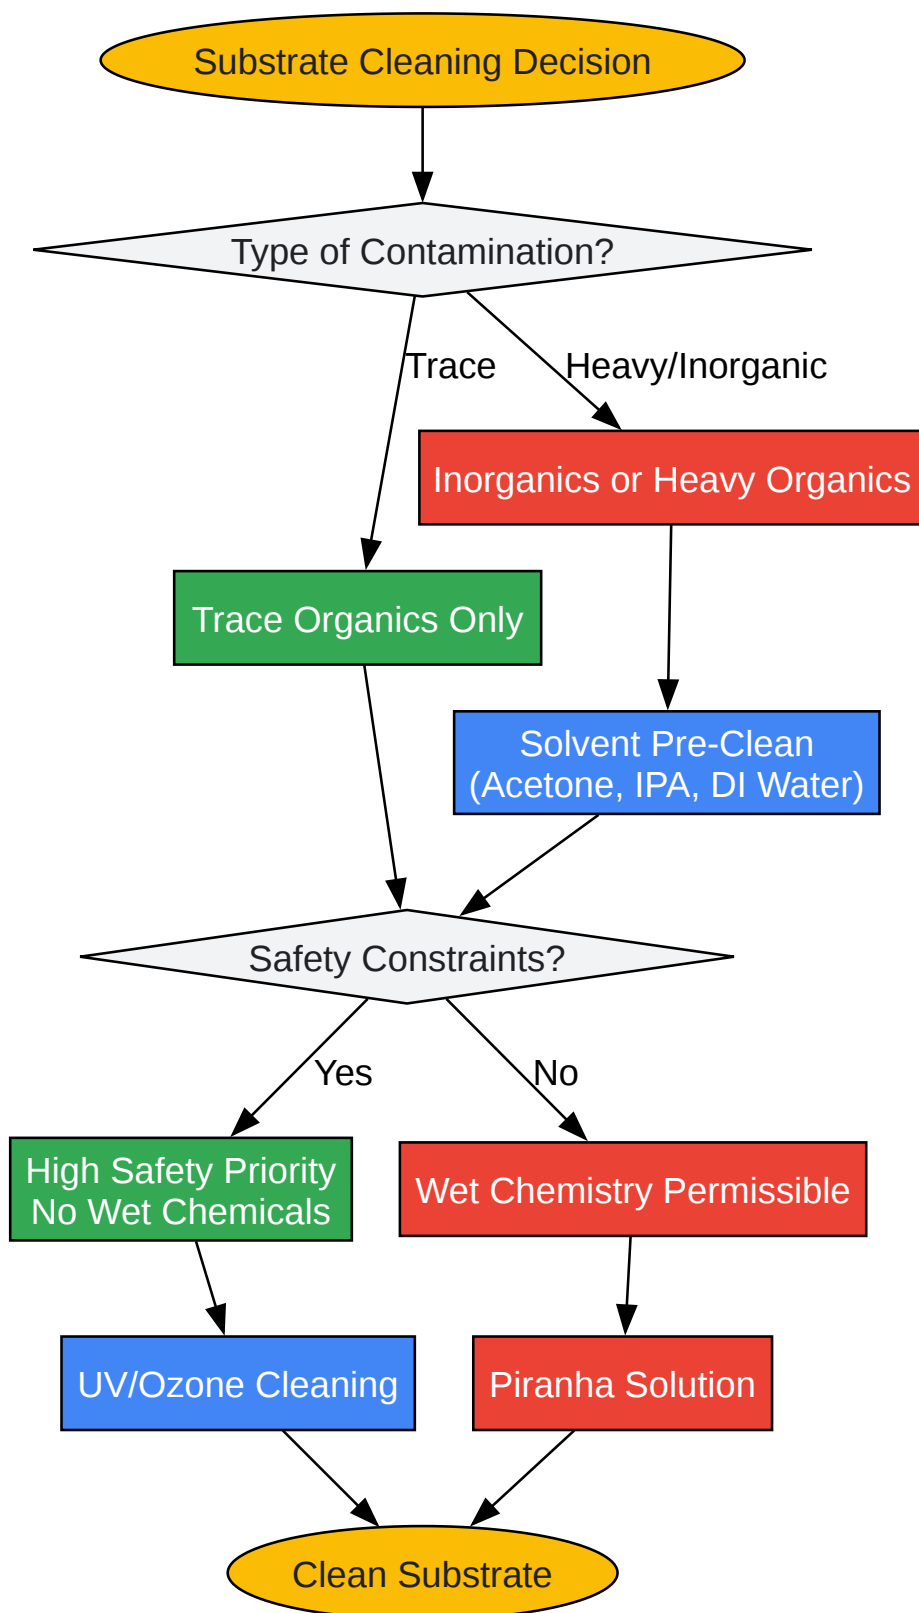 Substrate Cleaning Decision
Type of Contamination?
Trace
Heavy/Inorganic
Inorganics or Heavy Organics
Trace Organics Only
Solvent Pre-Clean
(Acetone, IPA, DI Water)
Safety Constraints?
Yes
No
High Safety Priority
No Wet Chemicals
Wet Chemistry Permissible
UV/Ozone Cleaning
Piranha Solution
Clean Substrate